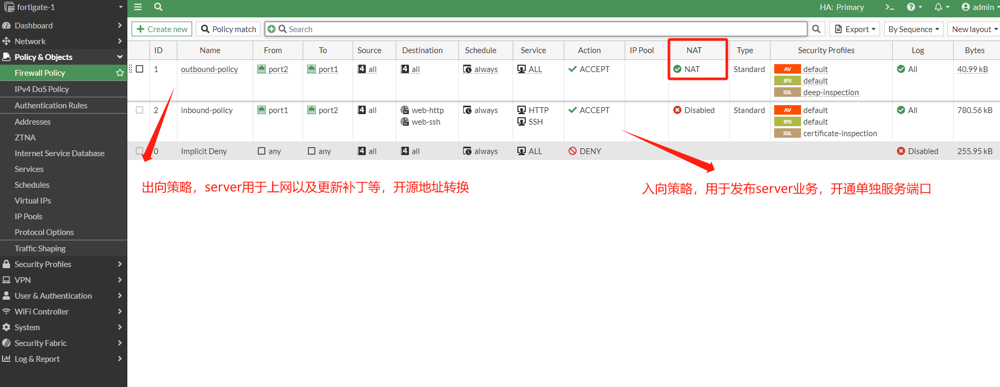 fortigate-1
HA: Primary
admin
Dashboard
Network
Policy & Objects
Firewall Policy
IPv4 DoS Policy
Authentication Rules
Addresses
ZTNA
Internet Service Database
Services
Schedules
Virtual IPs
IP Pools
Protocol Options
Traffic Shaping
Security Profiles
VPN
User & Authentication
WiFi Controller
System
Security Fabric
Log & Report
Create new Policy match Search Export By Sequence New layout
ID Name From To Source Destination Schedule Service Action IP Pool NAT Type Security Profiles Log Bytes
1 outbound-policy port2 port1 4 all 4 all always ALL ACCEPT NAT Standard AV default All 40.99 kB
IPS default
SSL deep-inspection
2 inbound-policy port1 port2 4 all web-http always HTTP ACCEPT Disabled Standard AV default All 780.56 kB
web-ssh SSH IPS default
SSL certificate-inspection
0 Implicit Deny any any 4 all 4 all always ALL DENY Disabled 255.95 kB
出向策略，server用于上网以及更新补丁等，开源地址转换
入向策略，用于发布server业务，开通单独服务端口